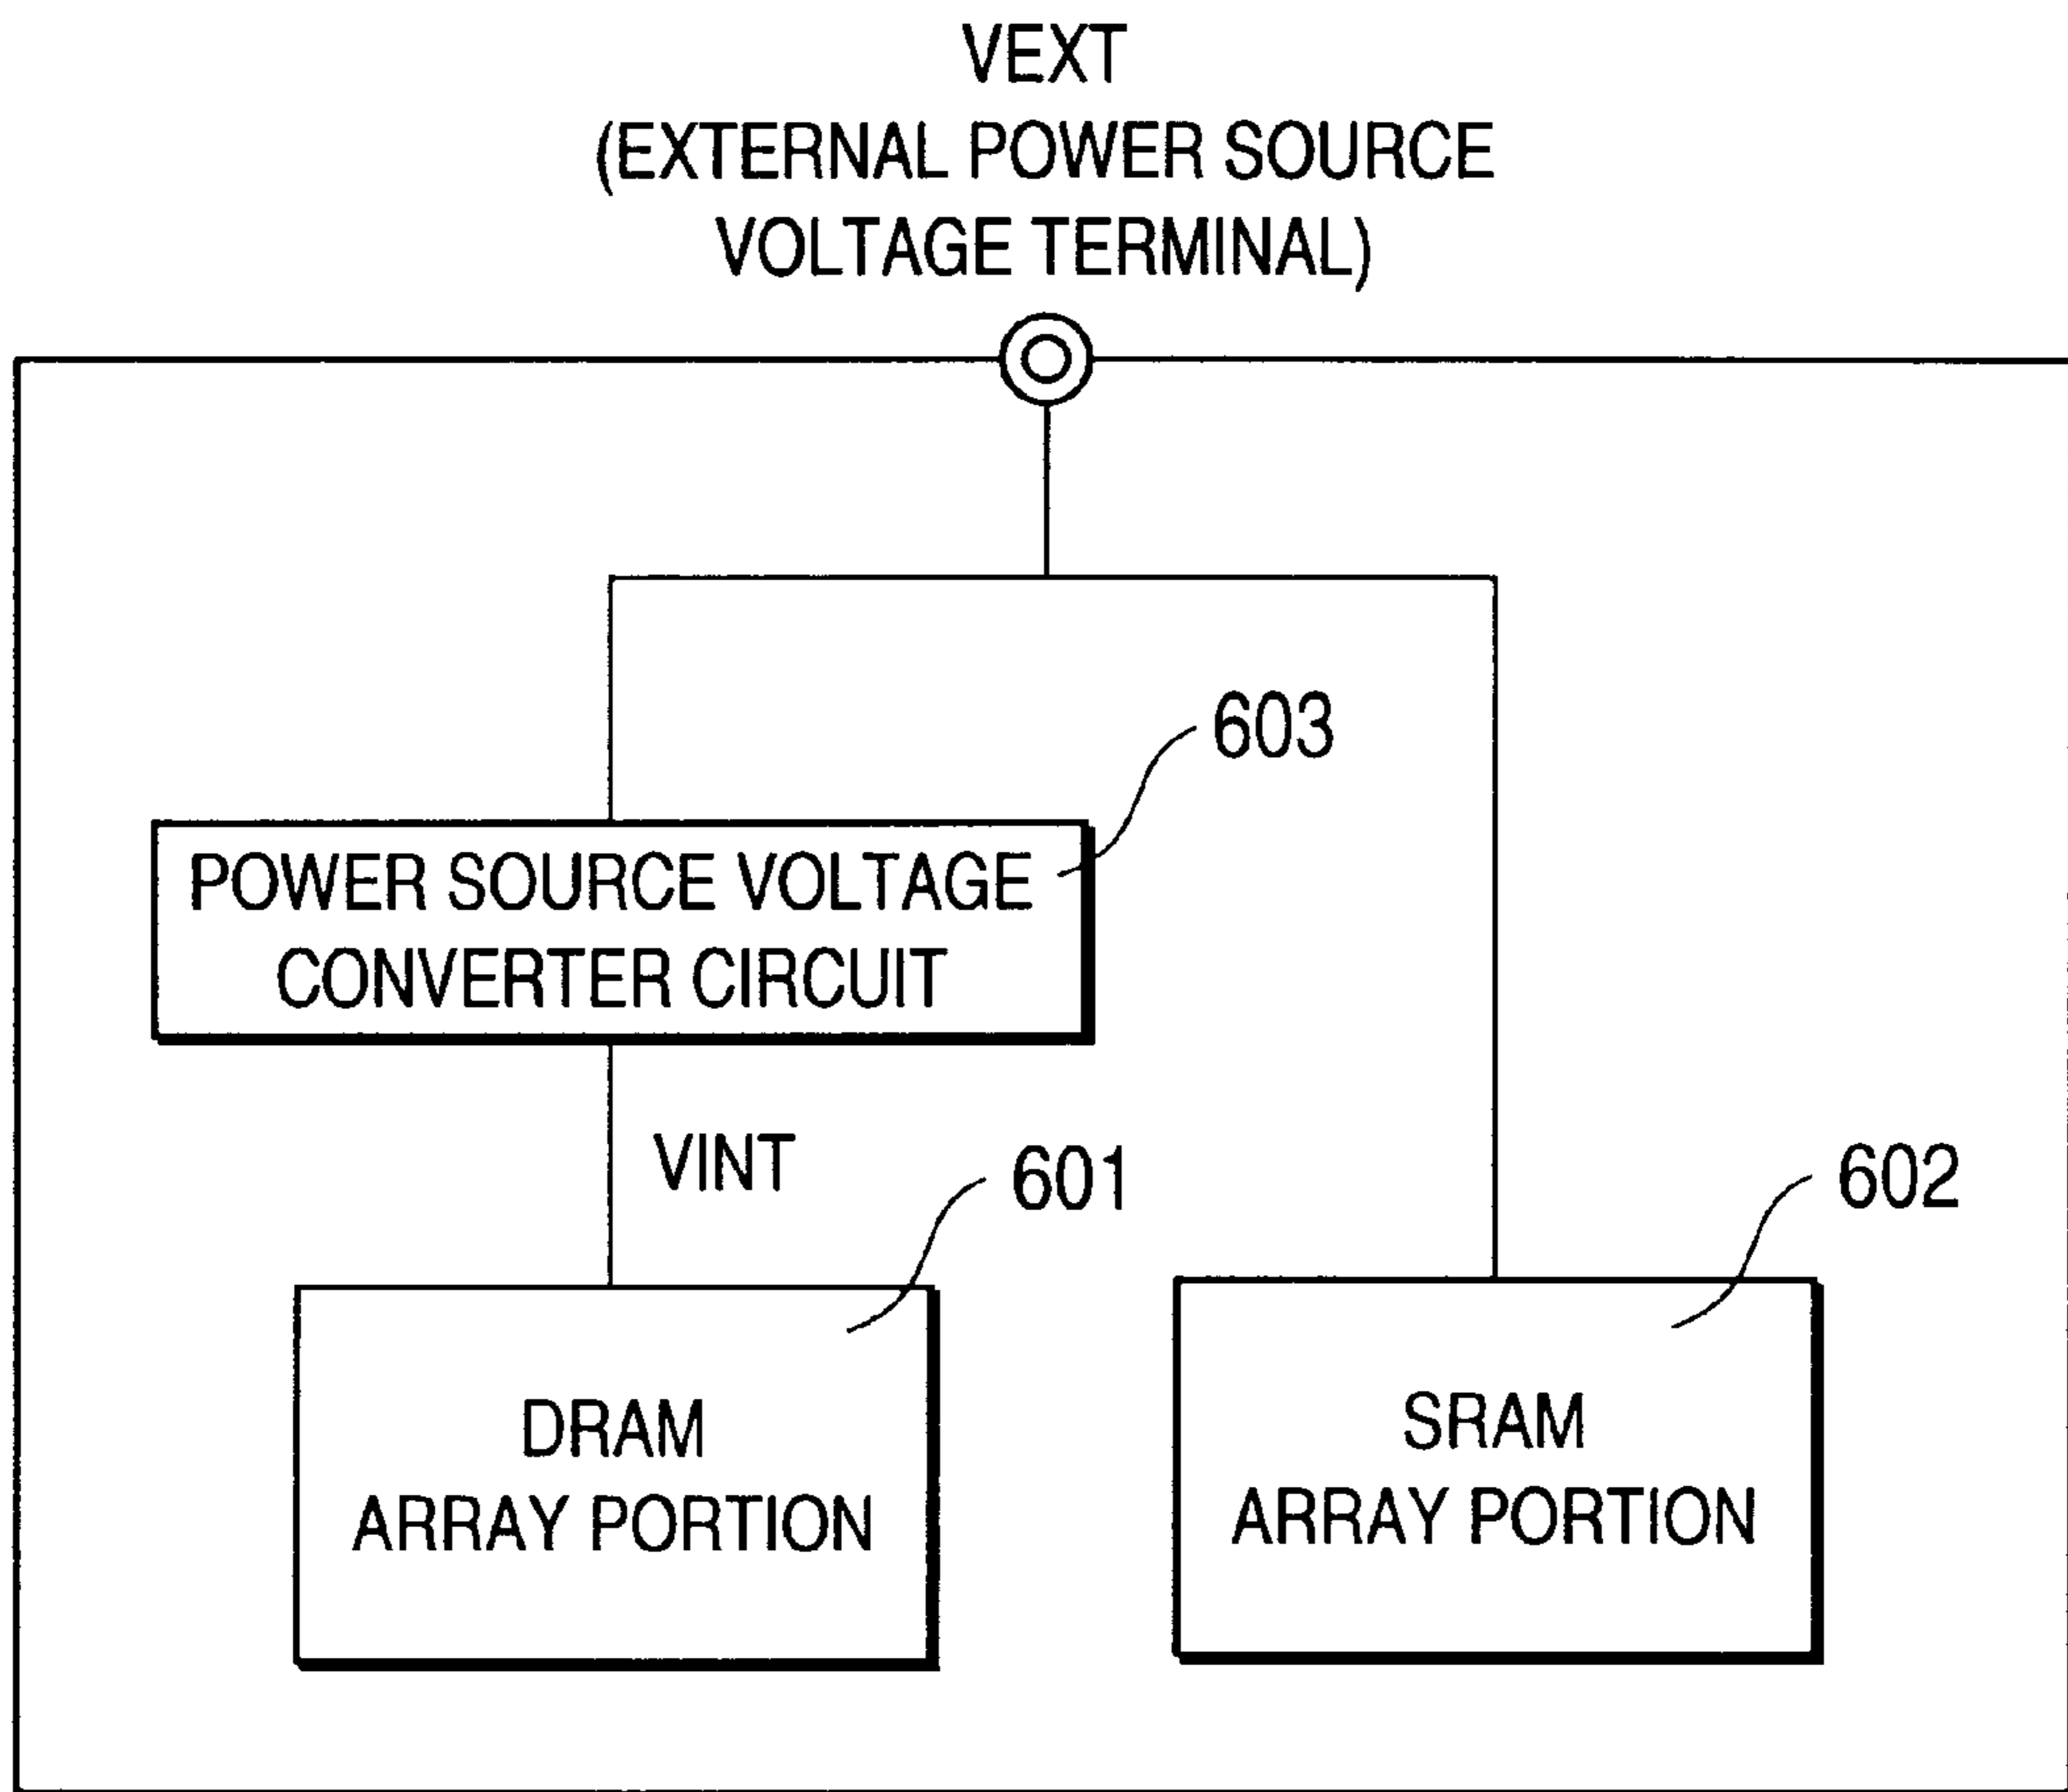 VEXT
(EXTERNAL POWER SOURCE
VOLTAGE TERMINAL)
603
POWER SOURCE VOLTAGE
CONVERTER CIRCUIT
VINT
601
602
DRAM
ARRAY PORTION
SRAM
ARRAY PORTION